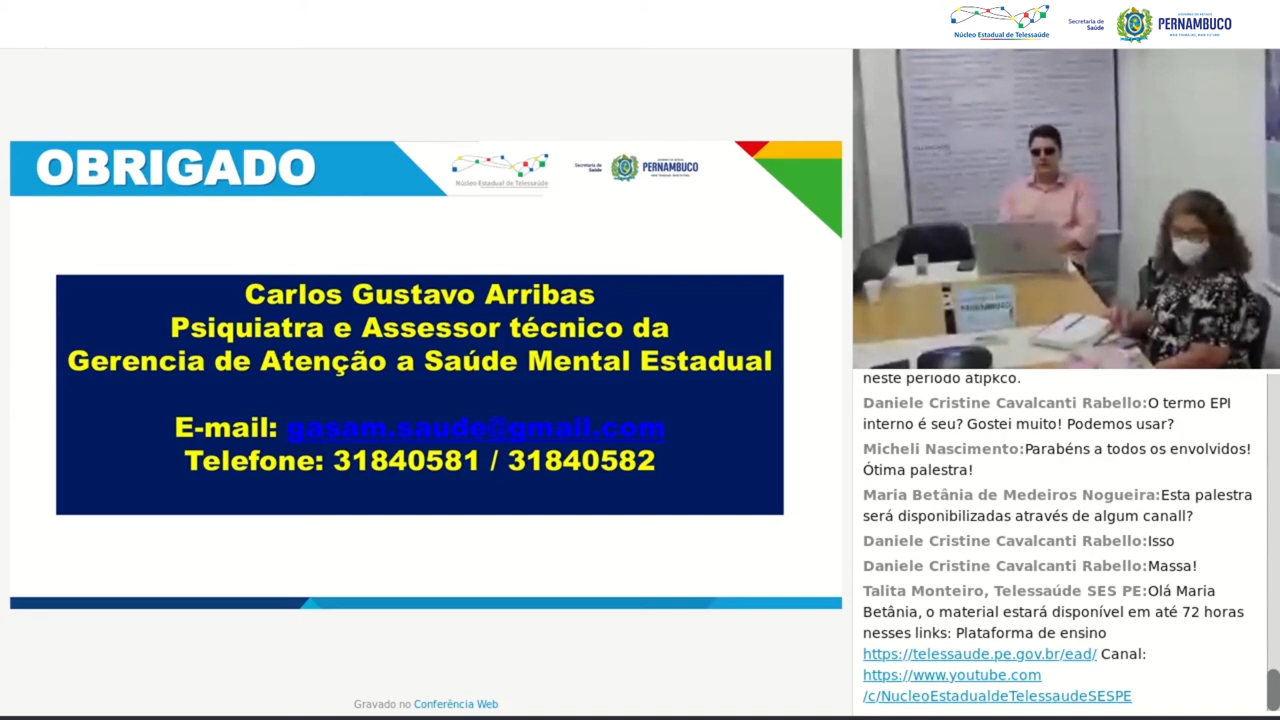 Núcleo Estadual de Telessaúde
Secretaria de
Saúde
PERNAMBUCO
OBRIGADO
Núcleo Estadual de Telessaúde
Secretaria de
Saúde
PERNAMBUCO
Carlos Gustavo Arribas
Psiquiatra e Assessor técnico da
Gerencia de Atenção a Saúde Mental Estadual
E-mail: gasam.saude@gmail.com
Telefone: 31840581 / 31840582
neste período atípkco.
Daniele Cristine Cavalcanti Rabello:O termo EPI
interno é seu? Gostei muito! Podemos usar?
Micheli Nascimento:Parabéns a todos os envolvidos!
Ótima palestra!
Maria Betânia de Medeiros Nogueira:Esta palestra
será disponibilizadas através de algum canall?
Daniele Cristine Cavalcanti Rabello:Isso
Daniele Cristine Cavalcanti Rabello:Massa!
Talita Monteiro, Telessaúde SES PE:Olá Maria
Betânia, o material estará disponível em até 72 horas
nesses links: Plataforma de ensino
https://telessaude.pe.gov.br/ead/ Canal:
https://www.youtube.com
/c/NucleoEstadualdeTelessaudeSESPE
Gravado no Conferência Web